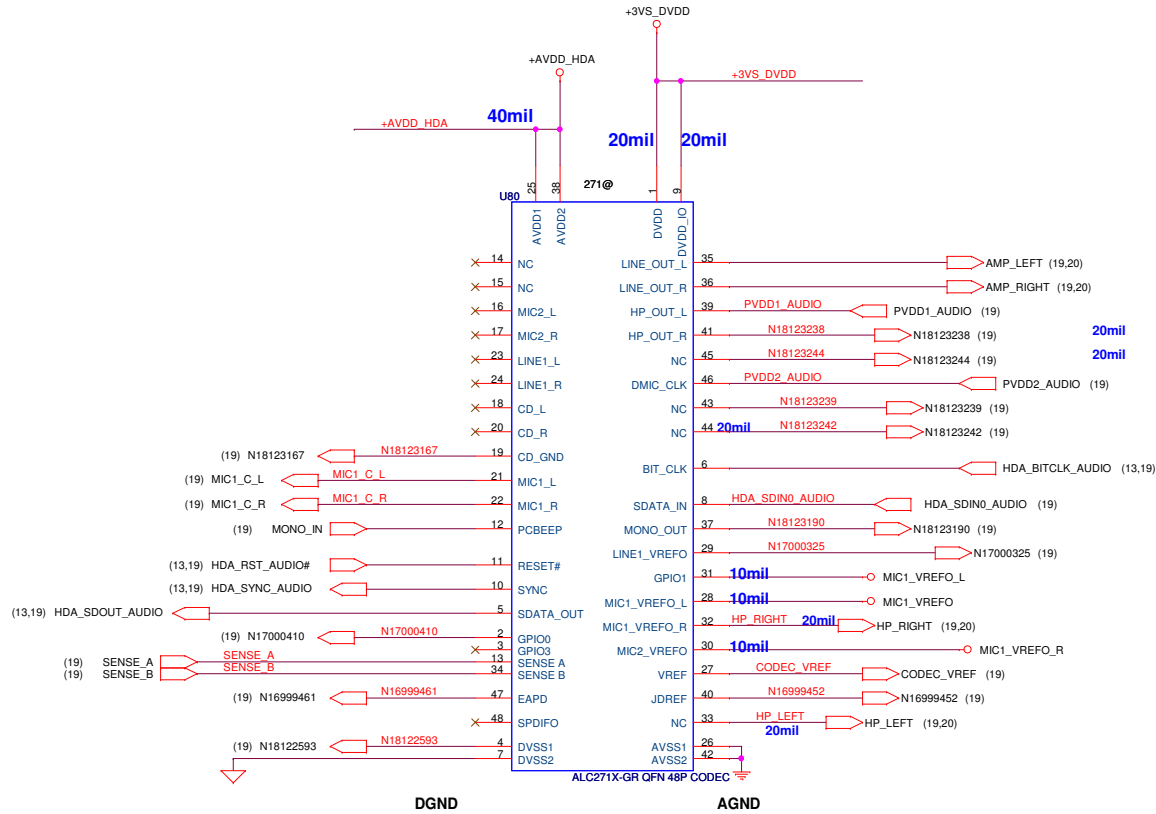 +3VS_DVDD
+AVDD_HDA
+3VS_DVDD
40mil
+AVDD_HDA
20mil 20mil
271@
U80
25 38 1 9
AVDD1 AVDD2 DVDD DVDD_IO
14 NC LINE_OUT_L 35 AMP_LEFT (19,20)
15 NC LINE_OUT_R 36 AMP_RIGHT (19,20)
16 MIC2_L HP_OUT_L 39 PVDD1_AUDIO PVDD1_AUDIO (19)
17 MIC2_R HP_OUT_R 41 N18123238 N18123238 (19) 20mil
23 LINE1_L NC 45 N18123244 N18123244 (19) 20mil
24 LINE1_R DMIC_CLK 46 PVDD2_AUDIO PVDD2_AUDIO (19)
18 CD_L NC 43 N18123239 N18123239 (19)
20 CD_R NC 44 20mil N18123242 N18123242 (19)
(19) N18123167 N18123167 19 CD_GND
BIT_CLK 6 HDA_BITCLK_AUDIO (13,19)
(19) MIC1_C_L MIC1_C_L 21 MIC1_L
(19) MIC1_C_R MIC1_C_R 22 MIC1_R SDATA_IN 8 HDA_SDIN0_AUDIO HDA_SDIN0_AUDIO (19)
(19) MONO_IN 12 PCBEEP MONO_OUT 37 N18123190 N18123190 (19)
LINE1_VREFO 29 N17000325 N17000325 (19)
(13,19) HDA_RST_AUDIO# 11 RESET#
GPIO1 31 10mil MIC1_VREFO_L
(13,19) HDA_SYNC_AUDIO 10 SYNC
MIC1_VREFO_L 28 10mil MIC1_VREFO
(13,19) HDA_SDOUT_AUDIO 5 SDATA_OUT
MIC1_VREFO_R 32 HP_RIGHT 20mil HP_RIGHT (19,20)
(19) N17000410 N17000410 2 GPIO0
3 GPIO3 MIC2_VREFO 30 10mil MIC1_VREFO_R
(19) SENSE_A SENSE_A 13 SENSE A
(19) SENSE_B SENSE_B 34 SENSE B VREF 27 CODEC_VREF CODEC_VREF (19)
(19) N16999461 N16999461 47 EAPD JDREF 40 N16999452 N16999452 (19)
48 SPDIFO NC 33 HP_LEFT HP_LEFT (19,20)
20mil
(19) N18122593 N18122593 4 DVSS1 AVSS1 26
7 DVSS2 AVSS2 42
ALC271X-GR QFN 48P CODEC
DGND AGND